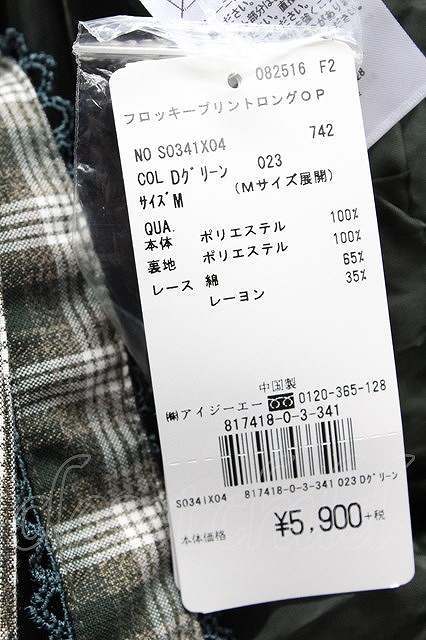 082516 F2
フロッキープリントロングOP
742
NO S0341X04
COL Dグリーン 023
サイズM (Mサイズ展開)
QUA.
本体 ポリエステル 100%
裏地 ポリエステル 100%
レース 綿 65%
レーヨン 35%
中国製
㈱アイジーエー 0120-365-128
817418-0-3-341
S0341X04 817418-0-3-341 023 Dグリーン
本体価格 ¥5,900+税